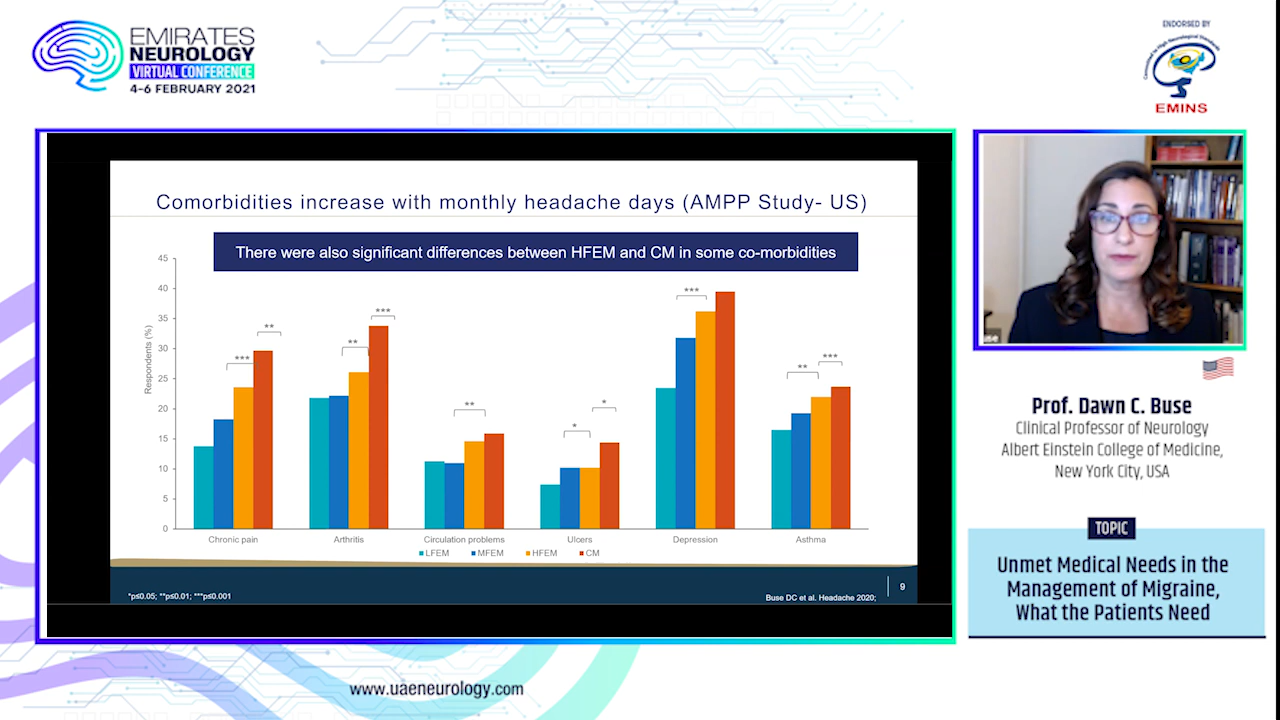 EMIRATES
NEUROLOGY
VIRTUAL CONFERENCE
4-6 FEBRUARY 2021
ENDORSED BY
EMINS
Comorbidities increase with monthly headache days (AMPP Study- US)
There were also significant differences between HFEM and CM in some co-morbidities
Respondents (%)
45
40
35
30
25
20
15
10
5
0
***
**
**
***
**
*
*
***
**
***
Chronic pain
Arthritis
Circulation problems
Ulcers
Depression
Asthma
LFEM
MFEM
HFEM
CM
*p≤0.05; **p≤0.01; ***p≤0.001
Buse DC et al. Headache 2020;
9
Prof. Dawn C. Buse
Clinical Professor of Neurology
Albert Einstein College of Medicine,
New York City, USA
TOPIC
Unmet Medical Needs in the
Management of Migraine,
What the Patients Need
www.uaeneurology.com